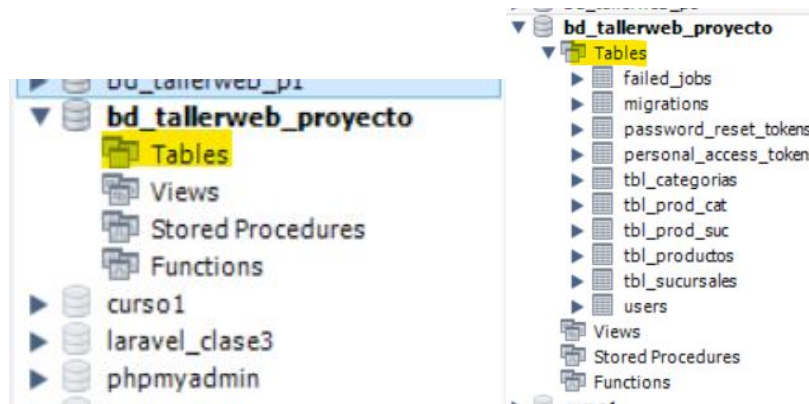 bd_tallerweb_p1
bd_tallerweb_proyecto
Tables
Views
Stored Procedures
Functions
curso1
laravel_clase3
phpmyadmin
bd_tallerweb_proyecto
Tables
failed_jobs
migrations
password_reset_tokens
personal_access_token
tbl_categorias
tbl_prod_cat
tbl_prod_suc
tbl_productos
tbl_sucursales
users
Views
Stored Procedures
Functions